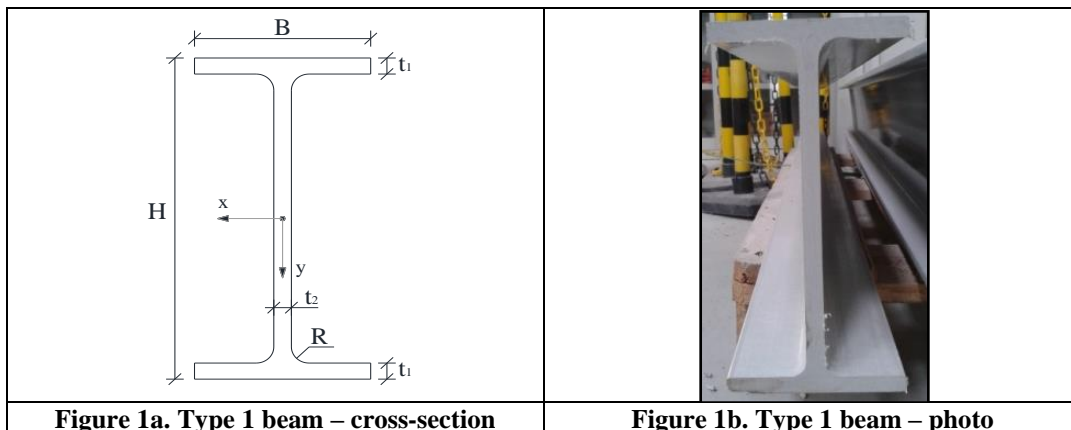 B
t₁
x
H
y
t₂
R
t₁
Figure 1a. Type 1 beam – cross-section
Figure 1b. Type 1 beam – photo